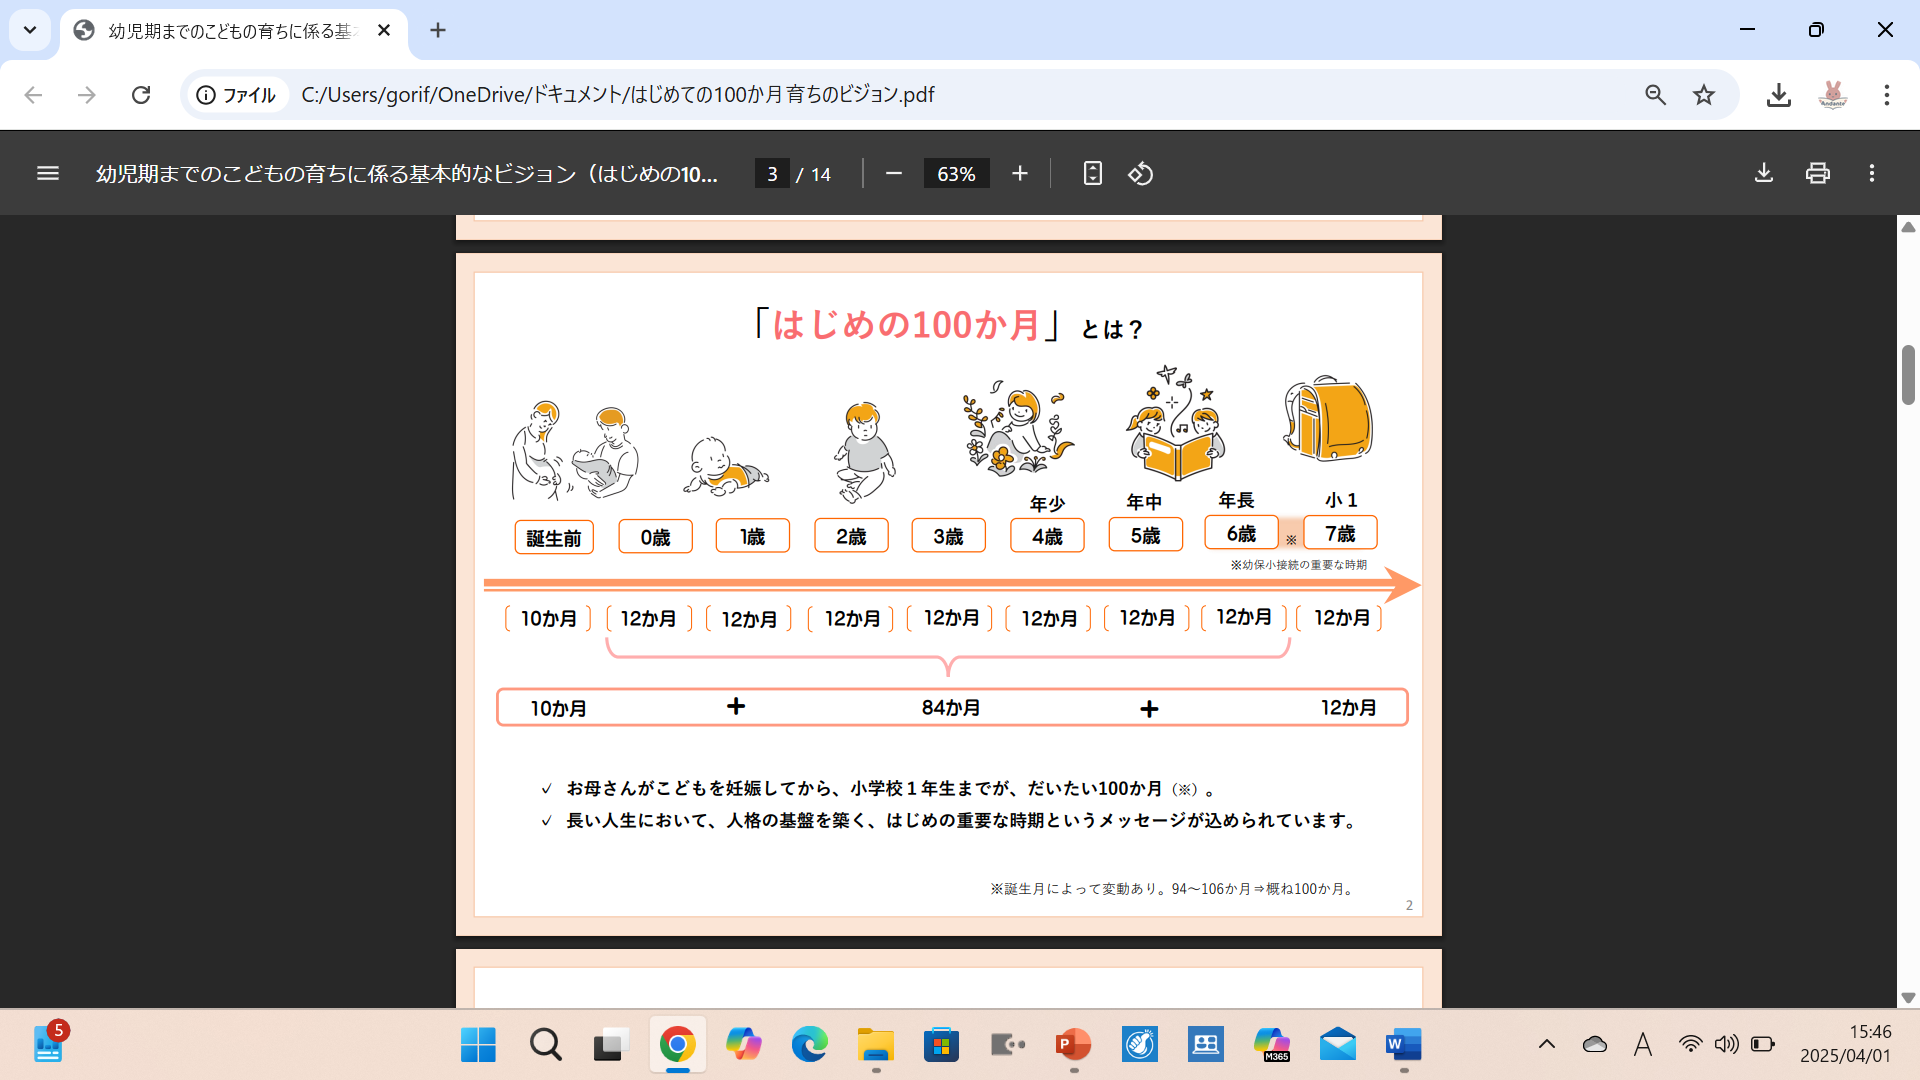 幼児期までのこどもの育ちに係る基本
ファイル
C:/Users/gorif/OneDrive/ドキュメント/はじめての100か月育ちのビジョン.pdf
Andante
幼児期までのこどもの育ちに係る基本的なビジョン（はじめの10...
3 / 14
63%
「はじめの100か月」とは？
年少 年中 年長 小１
誕生前 0歳 1歳 2歳 3歳 4歳 5歳 6歳 ※ 7歳
※幼保小接続の重要な時期
10か月 12か月 12か月 12か月 12か月 12か月 12か月 12か月 12か月
10か月 + 84か月 + 12か月
✓ お母さんがこどもを妊娠してから、小学校１年生までが、だいたい100か月（※）。
✓ 長い人生において、人格の基盤を築く、はじめの重要な時期というメッセージが込められています。
※誕生月によって変動あり。94～106か月⇒概ね100か月。
2
5
P
M365
W
A
15:46
2025/04/01